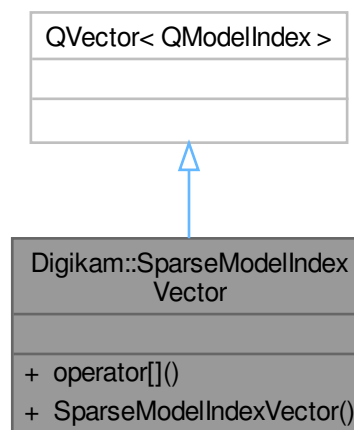 QVector< QModelIndex >
Digikam::SparseModelIndex
Vector
+ operator[]()
+ SparseModelIndexVector()